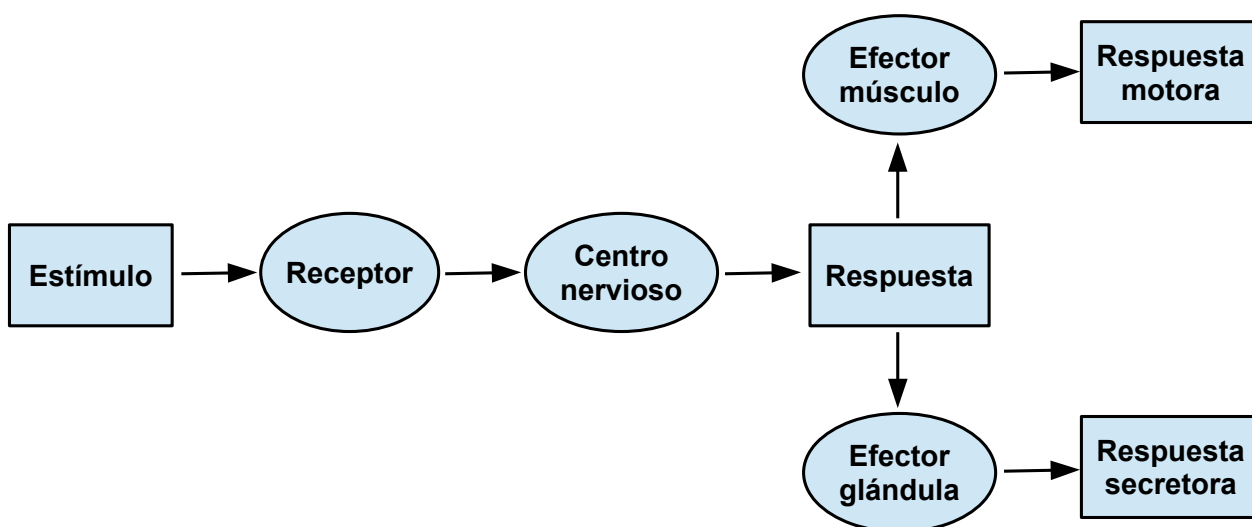 Efector
músculo
Respuesta
motora
Estímulo
Receptor
Centro
nervioso
Respuesta
Efector
glándula
Respuesta
secretora